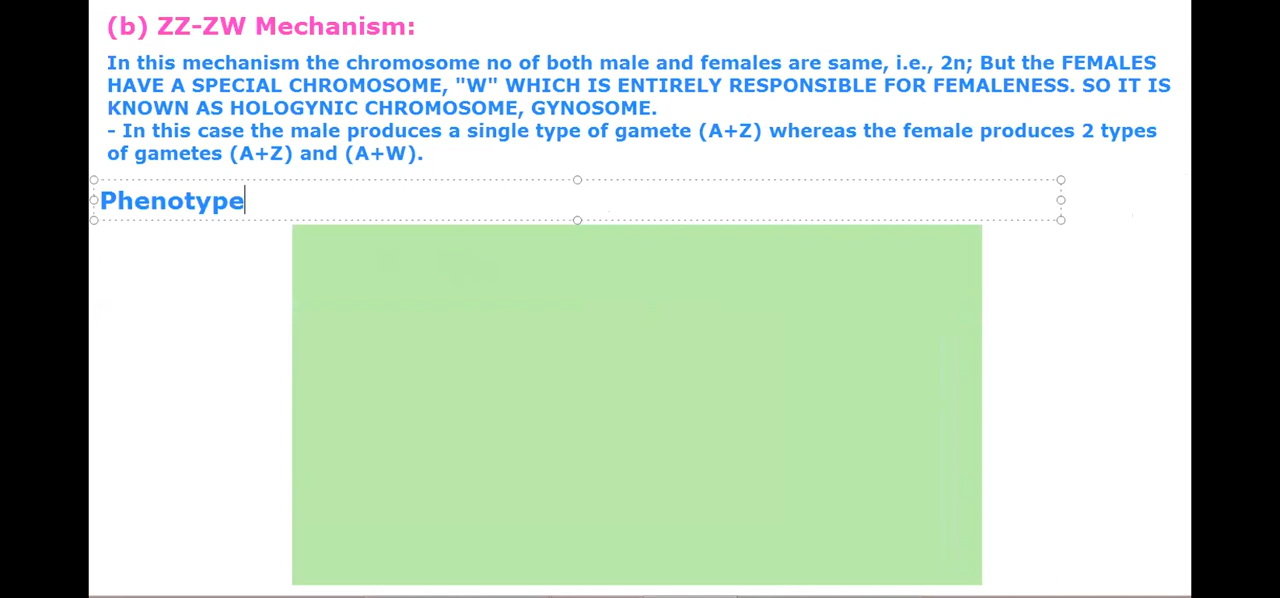 (b) ZZ-ZW Mechanism:
In this mechanism the chromosome no of both male and females are same, i.e., 2n; But the FEMALES
HAVE A SPECIAL CHROMOSOME, "W" WHICH IS ENTIRELY RESPONSIBLE FOR FEMALENESS. SO IT IS
KNOWN AS HOLOGYNIC CHROMOSOME, GYNOSOME.
- In this case the male produces a single type of gamete (A+Z) whereas the female produces 2 types
of gametes (A+Z) and (A+W).
Phenotype